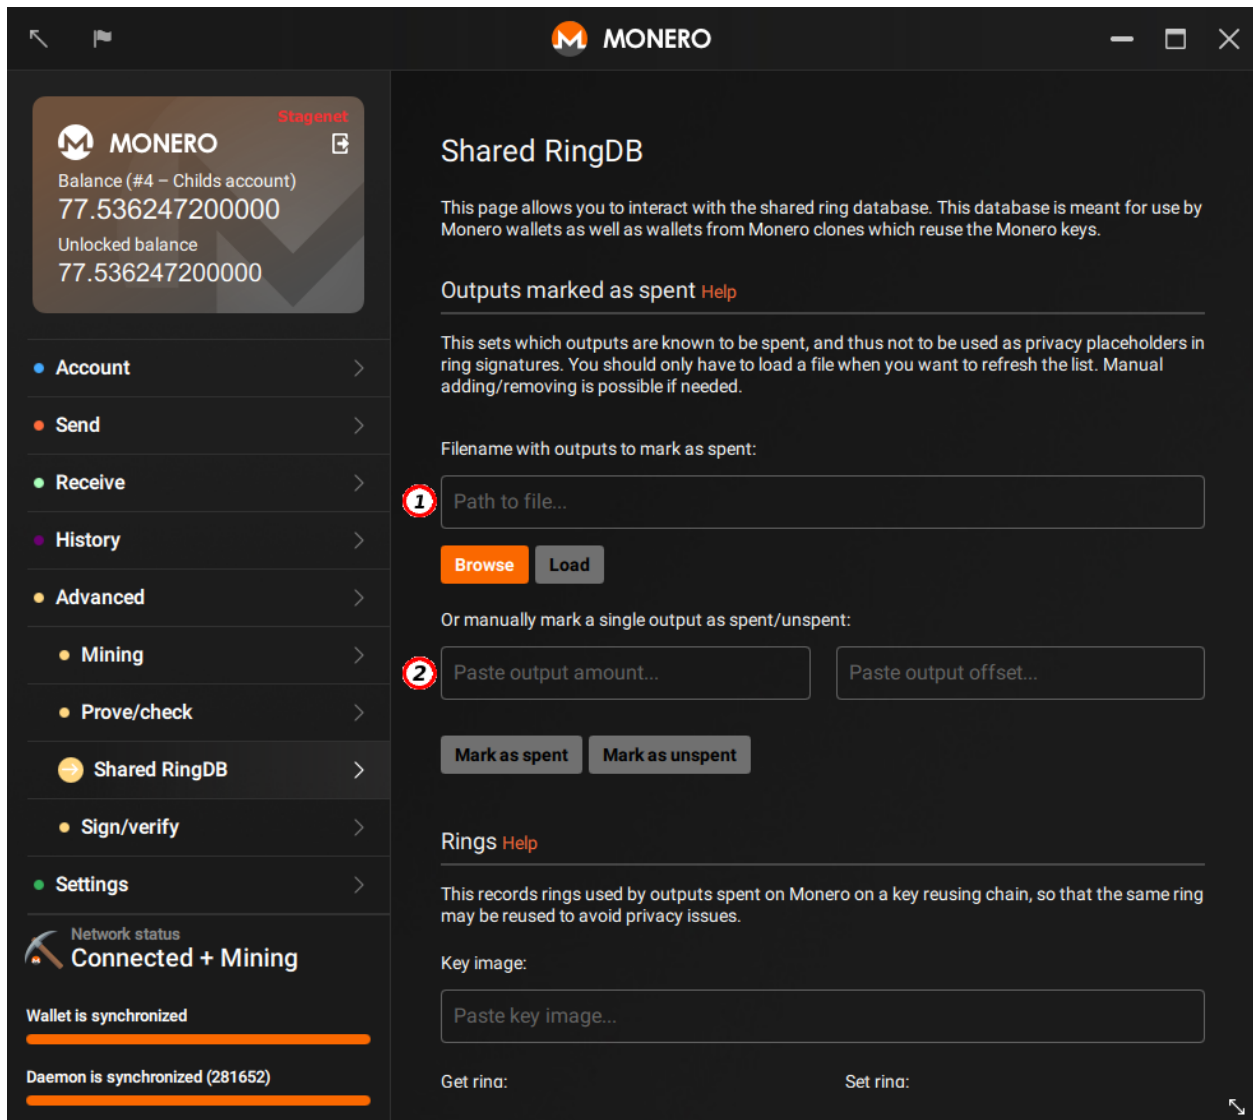 MONERO
Stagenet
MONERO
Balance (#4 – Childs account)
77.536247200000
Unlocked balance
77.536247200000
Account
Send
Receive
History
Advanced
Mining
Prove/check
Shared RingDB
Sign/verify
Settings
Network status
Connected + Mining
Wallet is synchronized
Daemon is synchronized (281652)
Shared RingDB
This page allows you to interact with the shared ring database. This database is meant for use by
Monero wallets as well as wallets from Monero clones which reuse the Monero keys.
Outputs marked as spent Help
This sets which outputs are known to be spent, and thus not to be used as privacy placeholders in
ring signatures. You should only have to load a file when you want to refresh the list. Manual
adding/removing is possible if needed.
Filename with outputs to mark as spent:
1 Path to file...
Browse Load
Or manually mark a single output as spent/unspent:
2 Paste output amount... Paste output offset...
Mark as spent Mark as unspent
Rings Help
This records rings used by outputs spent on Monero on a key reusing chain, so that the same ring
may be reused to avoid privacy issues.
Key image:
Paste key image...
Get ring: Set ring: